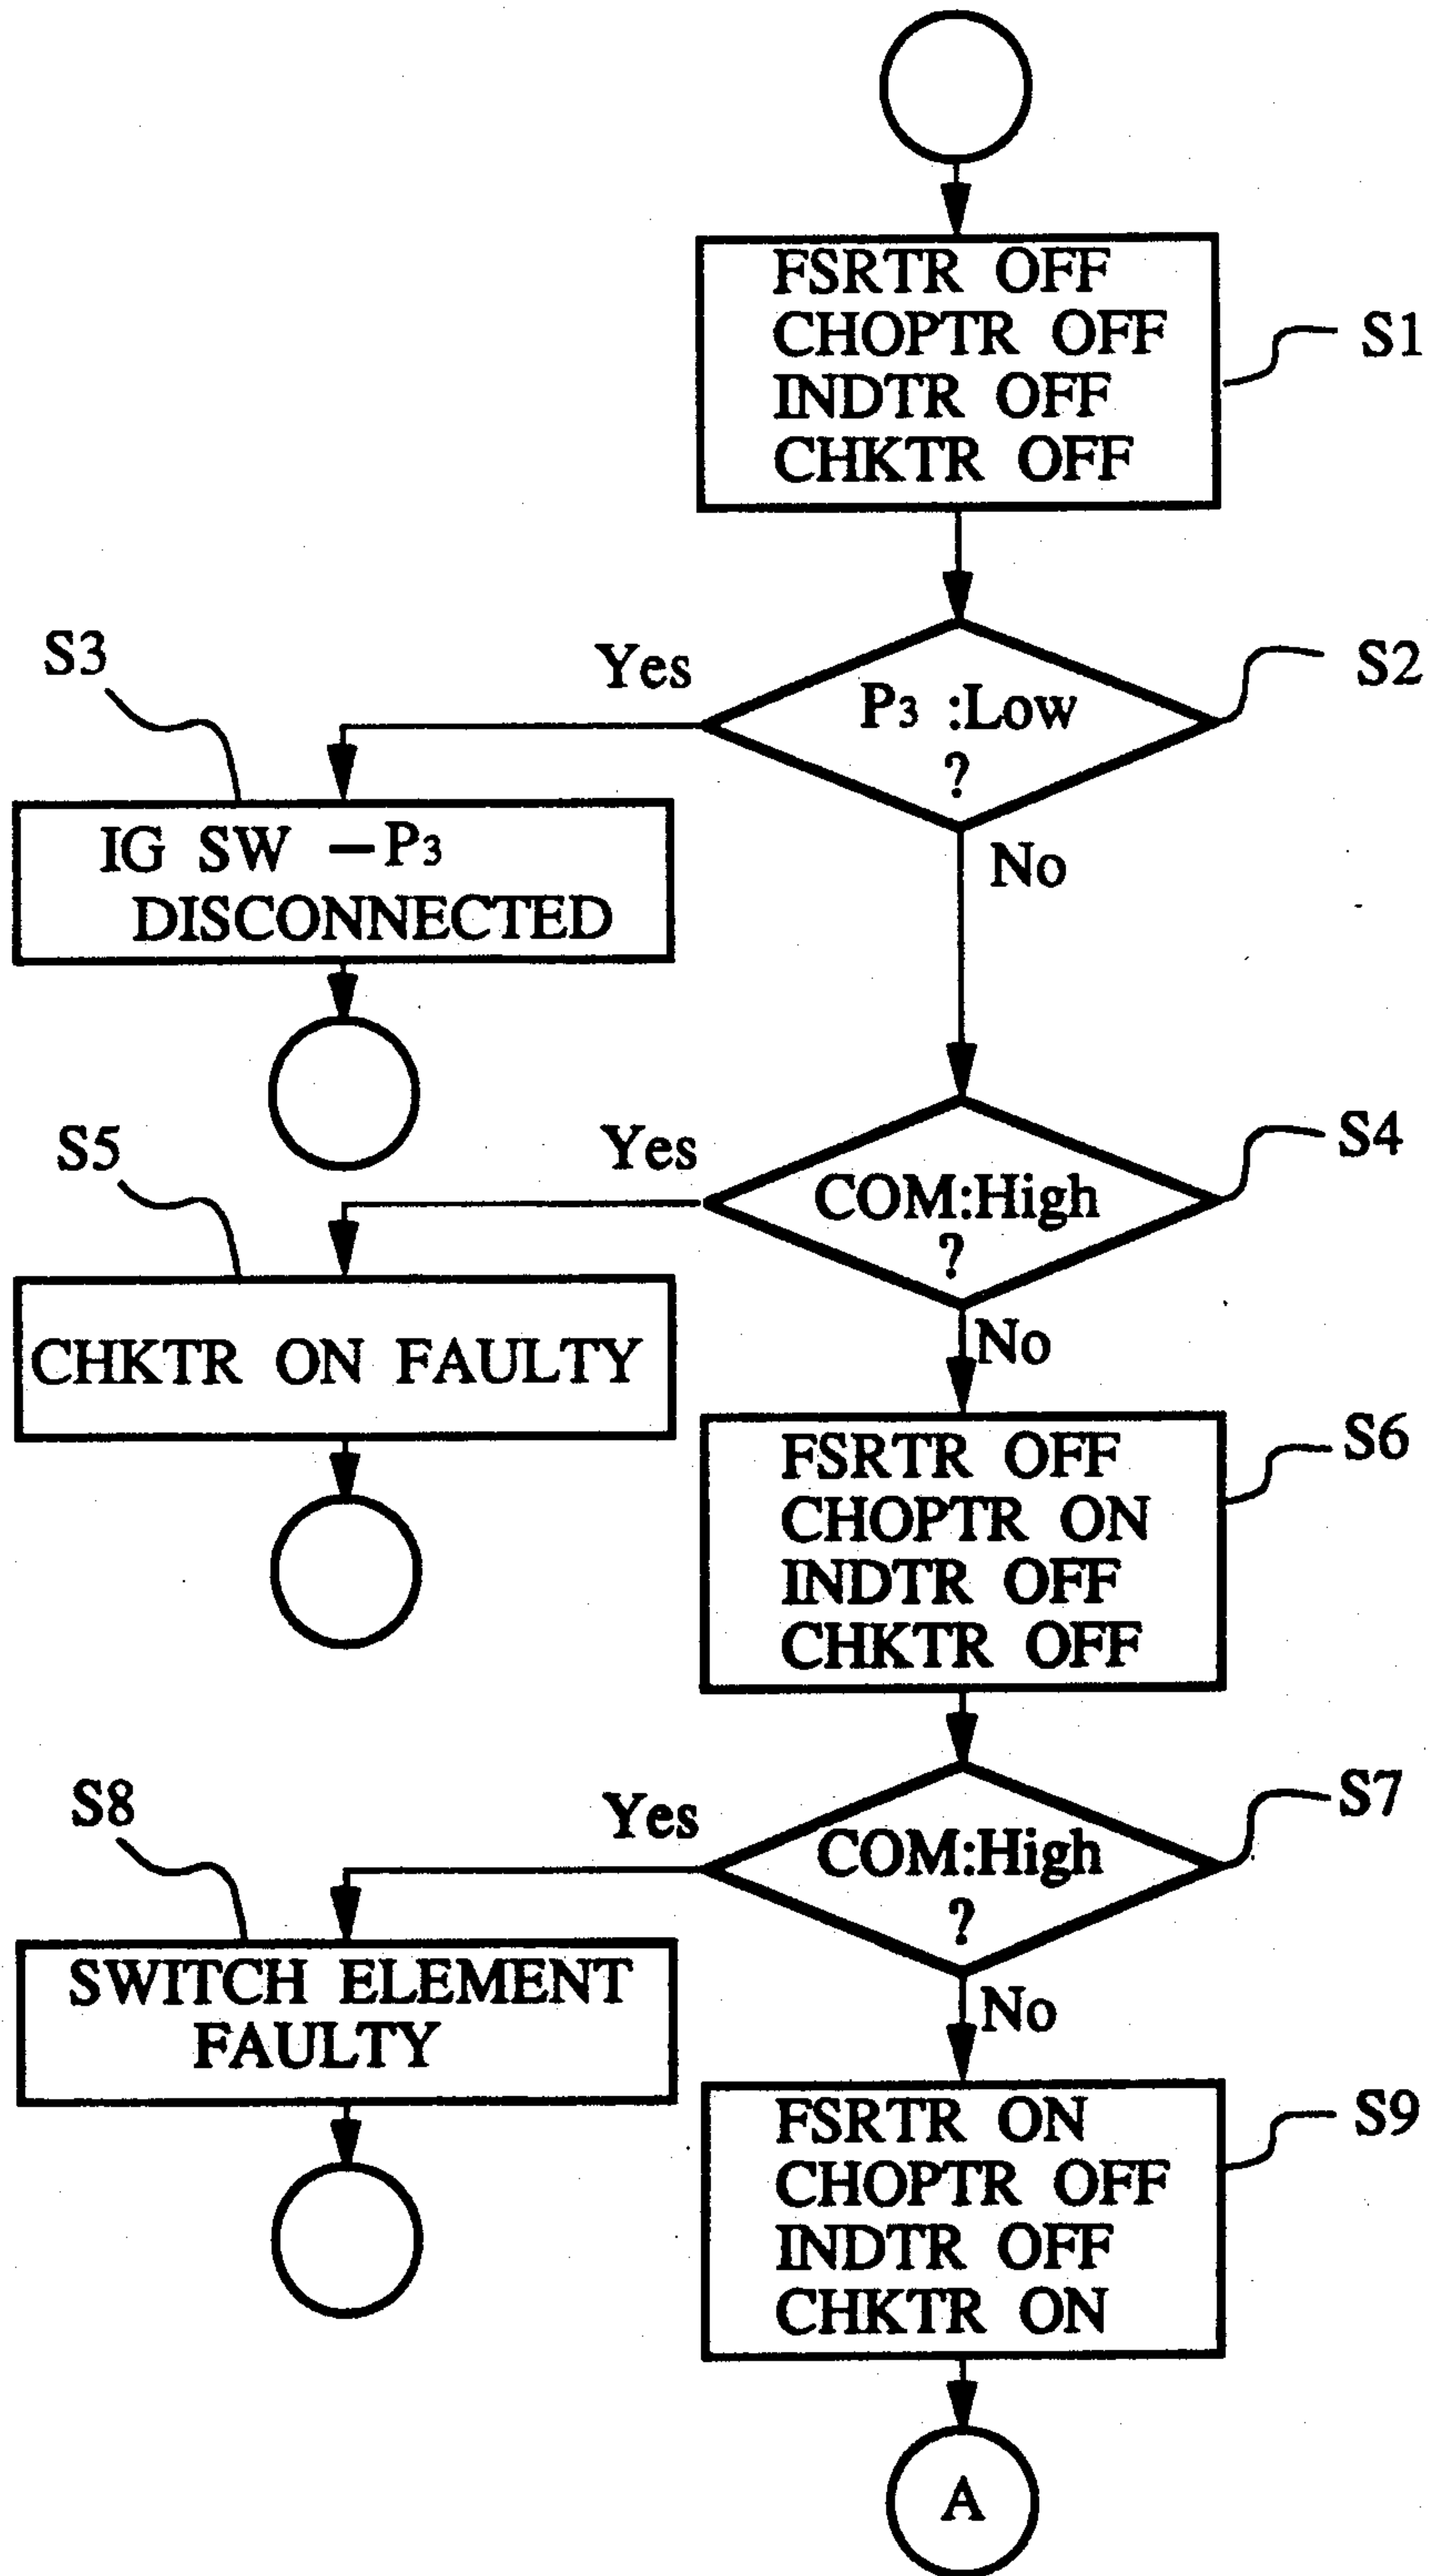 FSRTR OFF
CHOPTR OFF
INDTR OFF
CHKTR OFF
S1
S3
Yes
P3 :Low
?
S2
IG SW —P3
DISCONNECTED
No
S5
Yes
COM:High
?
S4
CHKTR ON FAULTY
No
FSRTR OFF
CHOPTR ON
INDTR OFF
CHKTR OFF
S6
S8
Yes
COM:High
?
S7
SWITCH ELEMENT
FAULTY
No
FSRTR ON
CHOPTR OFF
INDTR OFF
CHKTR ON
S9
A